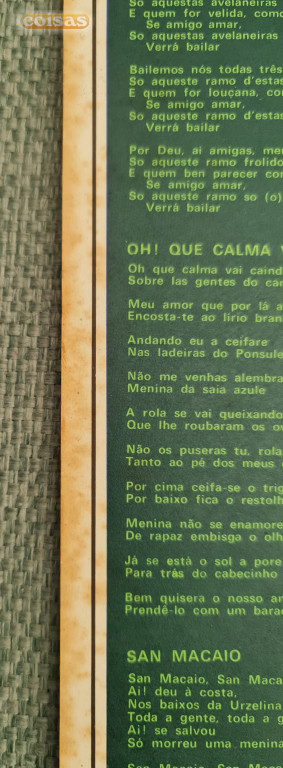 coisas
So aquestas avelaneiras
E quem for velida, como
Se amigo amar,
So aquestas avelaneiras
Verrá bailar
Bailemos nós todas três
So aqueste ramo d'estas
E quem for louçana, co
Se amigo amar,
So aqueste ramo d'estas
Verrá bailar
Por Deu, ai amigas, me
So aqueste ramo frolido
E quem ben parecer co
Se amigo amar,
So aqueste ramo so (o)
Verrá bailar
OH! QUE CALMA
Oh que calma vai caind
Sobre las gentes do ca
Meu amor que por lá a
Encosta-te ao lírio bran
Andando eu a ceifare
Nas ladeiras do Ponsule
Não me venhas alembra
Menina da saia azule
A rola se vai queixando
Que lhe roubaram os o
Não os puseras tu, rola
Tanto ao pé dos meus
Por cima ceifa-se o trig
Por baixo fica o restolh
Menina não se enamore
De rapaz embisga o olh
Já se está o sol a pore
Para trás do cabecinho
Bem quisera o nosso a
Prendê-lo com um bara
SAN MACAIO
San Macaio, San Maca
Ai! deu à costa,
Nos baixos da Urzelina
Toda a gente, toda a g
Ai! se salvou
Só morreu uma menina